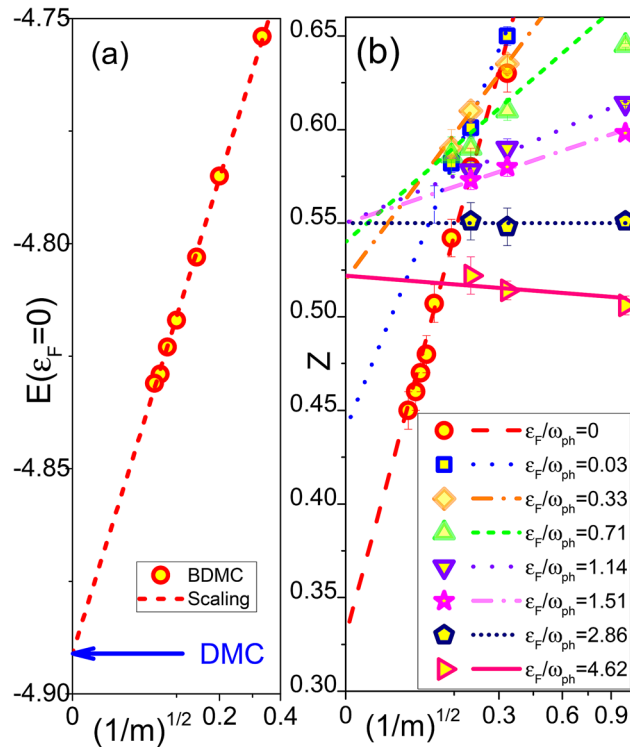 (a)
E(ε_F=0)
-4.75
-4.80
-4.85
-4.90
BDMC
Scaling
DMC
0 0.2 0.4
(1/m)^{1/2}
(b)
Z
0.65
0.60
0.55
0.50
0.45
0.40
0.35
0.30
ε_F/ω_ph=0
ε_F/ω_ph=0.03
ε_F/ω_ph=0.33
ε_F/ω_ph=0.71
ε_F/ω_ph=1.14
ε_F/ω_ph=1.51
ε_F/ω_ph=2.86
ε_F/ω_ph=4.62
0.3 0.6 0.9
(1/m)^{1/2}